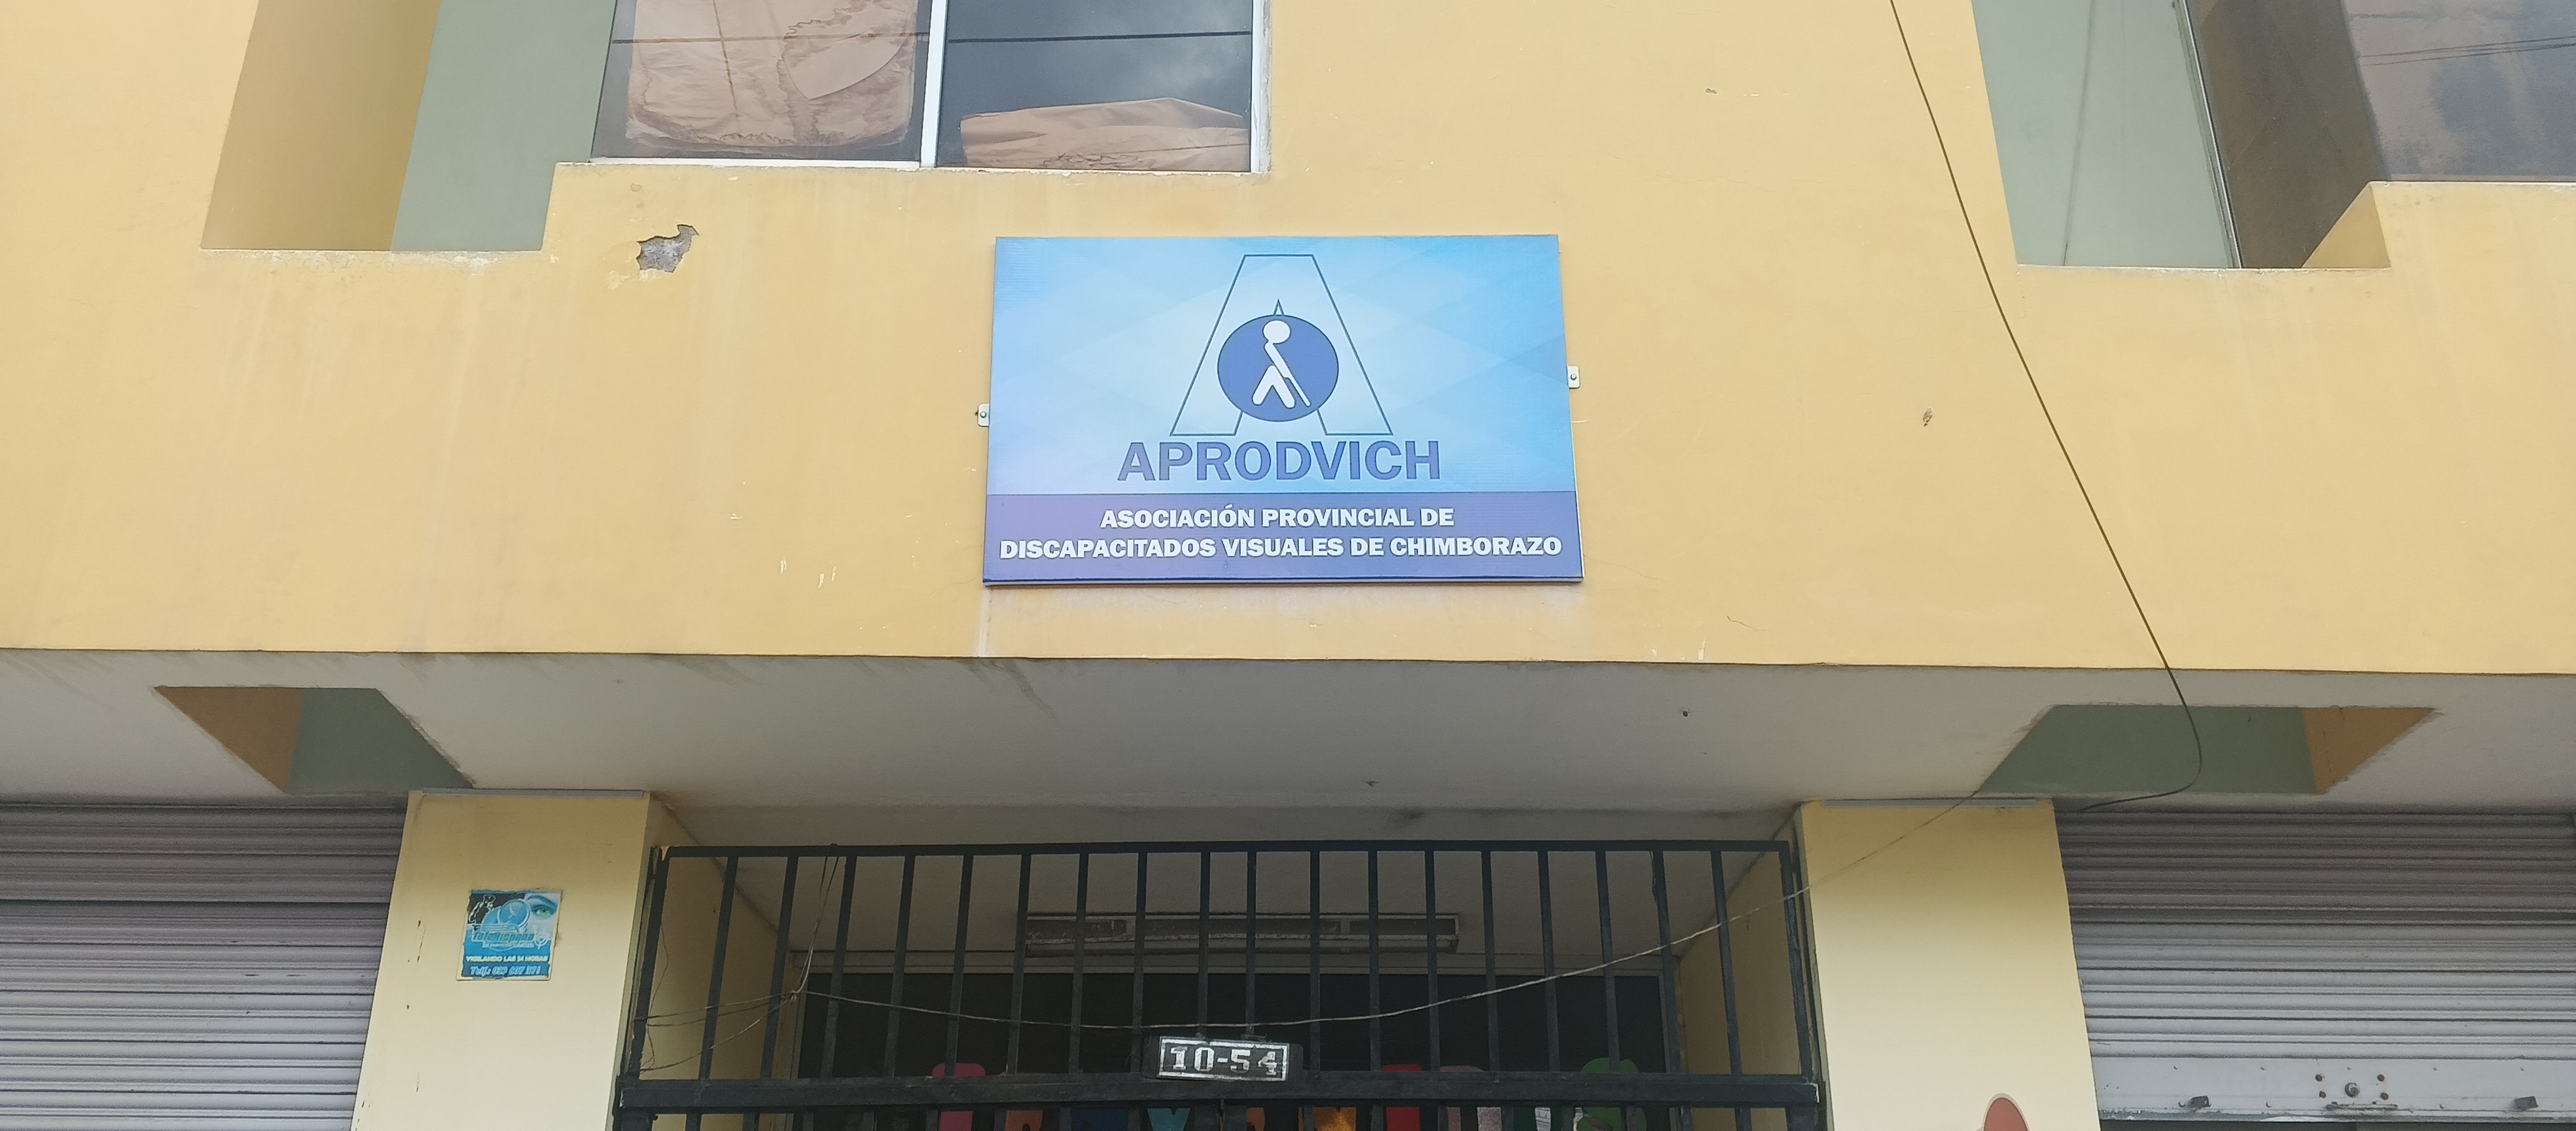 APRODVICH
ASOCIACIÓN PROVINCIAL DE
DISCAPACITADOS VISUALES DE CHIMBORAZO
VIGILANDO LAS 24 HORAS
10-54